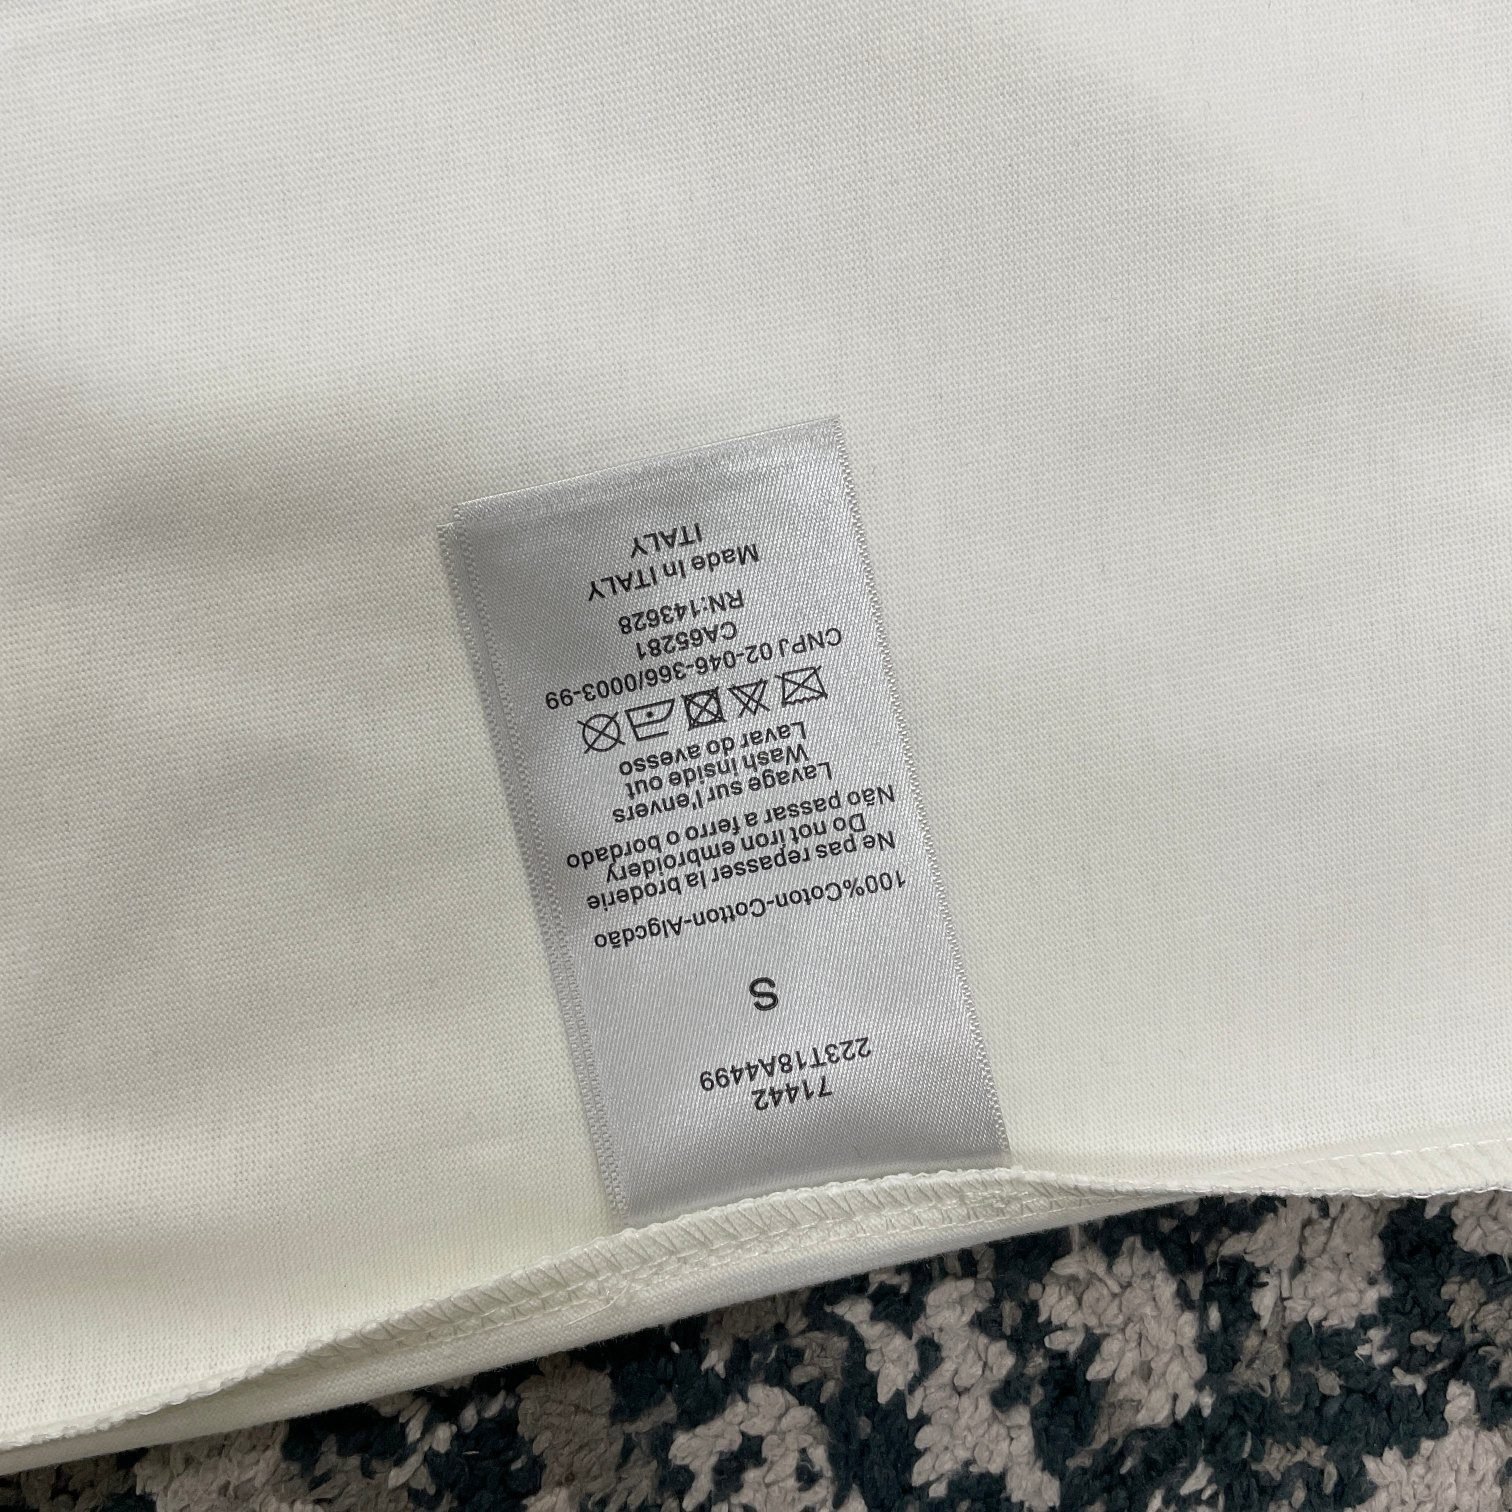 71442
223T18A4499
S
100%Coton-Cotton-Algcdão
Ne pas repasser la broderie
Do not iron embroidery
Não passar a ferro o bordado
Lavage sur l'envers
Wash inside out
Lavar do avesso
CNPJ 02-046-366/0003-99
CA65281
RN:143628
Made In ITALY
ITALY